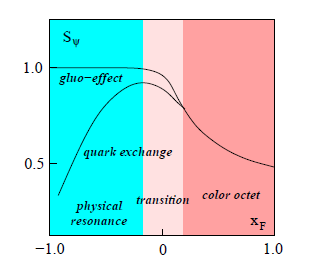 Sψ
1.0
gluo-effect
quark exchange
0.5
physical
resonance
transition
color octet
xF
−1.0 0 1.0